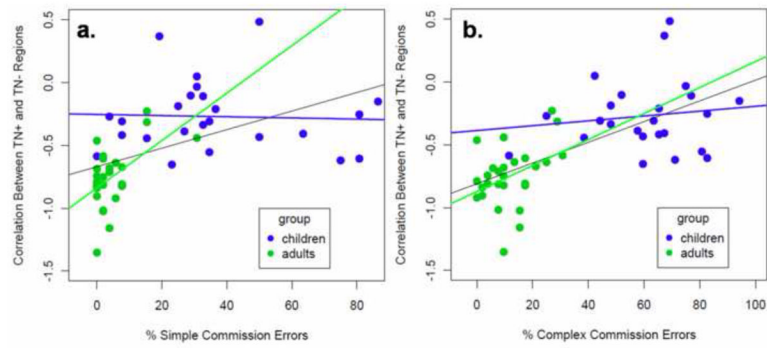 a.
Correlation Between TN+ and TN- Regions
0.5
0.0
-0.5
-1.0
-1.5
group
children
adults
0 20 40 60 80
% Simple Commission Errors
b.
Correlation Between TN+ and TN- Regions
0.5
0.0
-0.5
-1.0
-1.5
group
children
adults
0 20 40 60 80 100
% Complex Commission Errors